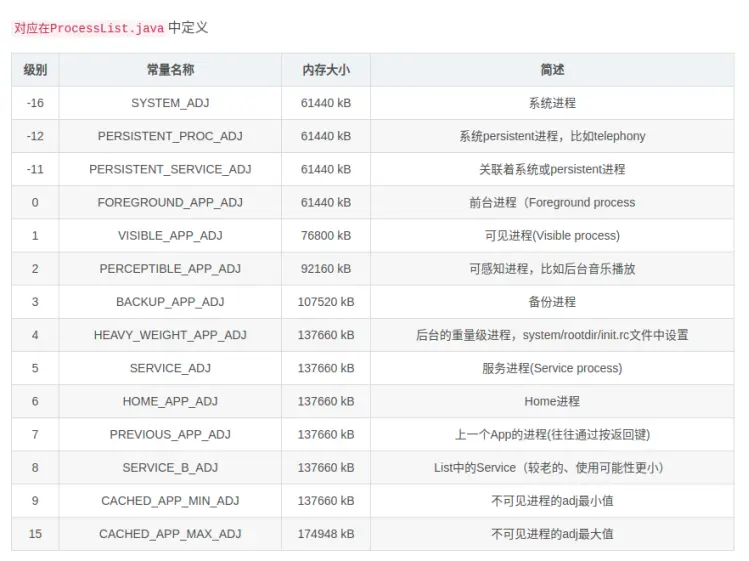 对应在ProcessList.java 中定义
级别 常量名称 内存大小 简述
-16 SYSTEM_ADJ 61440 kB 系统进程
-12 PERSISTENT_PROC_ADJ 61440 kB 系统persistent进程，比如telephony
-11 PERSISTENT_SERVICE_ADJ 61440 kB 关联着系统或persistent进程
0 FOREGROUND_APP_ADJ 61440 kB 前台进程（Foreground process
1 VISIBLE_APP_ADJ 76800 kB 可见进程(Visible process)
2 PERCEPTIBLE_APP_ADJ 92160 kB 可感知进程，比如后台音乐播放
3 BACKUP_APP_ADJ 107520 kB 备份进程
4 HEAVY_WEIGHT_APP_ADJ 137660 kB 后台的重量级进程，system/rootdir/init.rc文件中设置
5 SERVICE_ADJ 137660 kB 服务进程(Service process)
6 HOME_APP_ADJ 137660 kB Home进程
7 PREVIOUS_APP_ADJ 137660 kB 上一个App的进程(往往通过按返回键)
8 SERVICE_B_ADJ 137660 kB List中的Service（较老的、使用可能性更小）
9 CACHED_APP_MIN_ADJ 137660 kB 不可见进程的adj最小值
15 CACHED_APP_MAX_ADJ 174948 kB 不可见进程的adj最大值